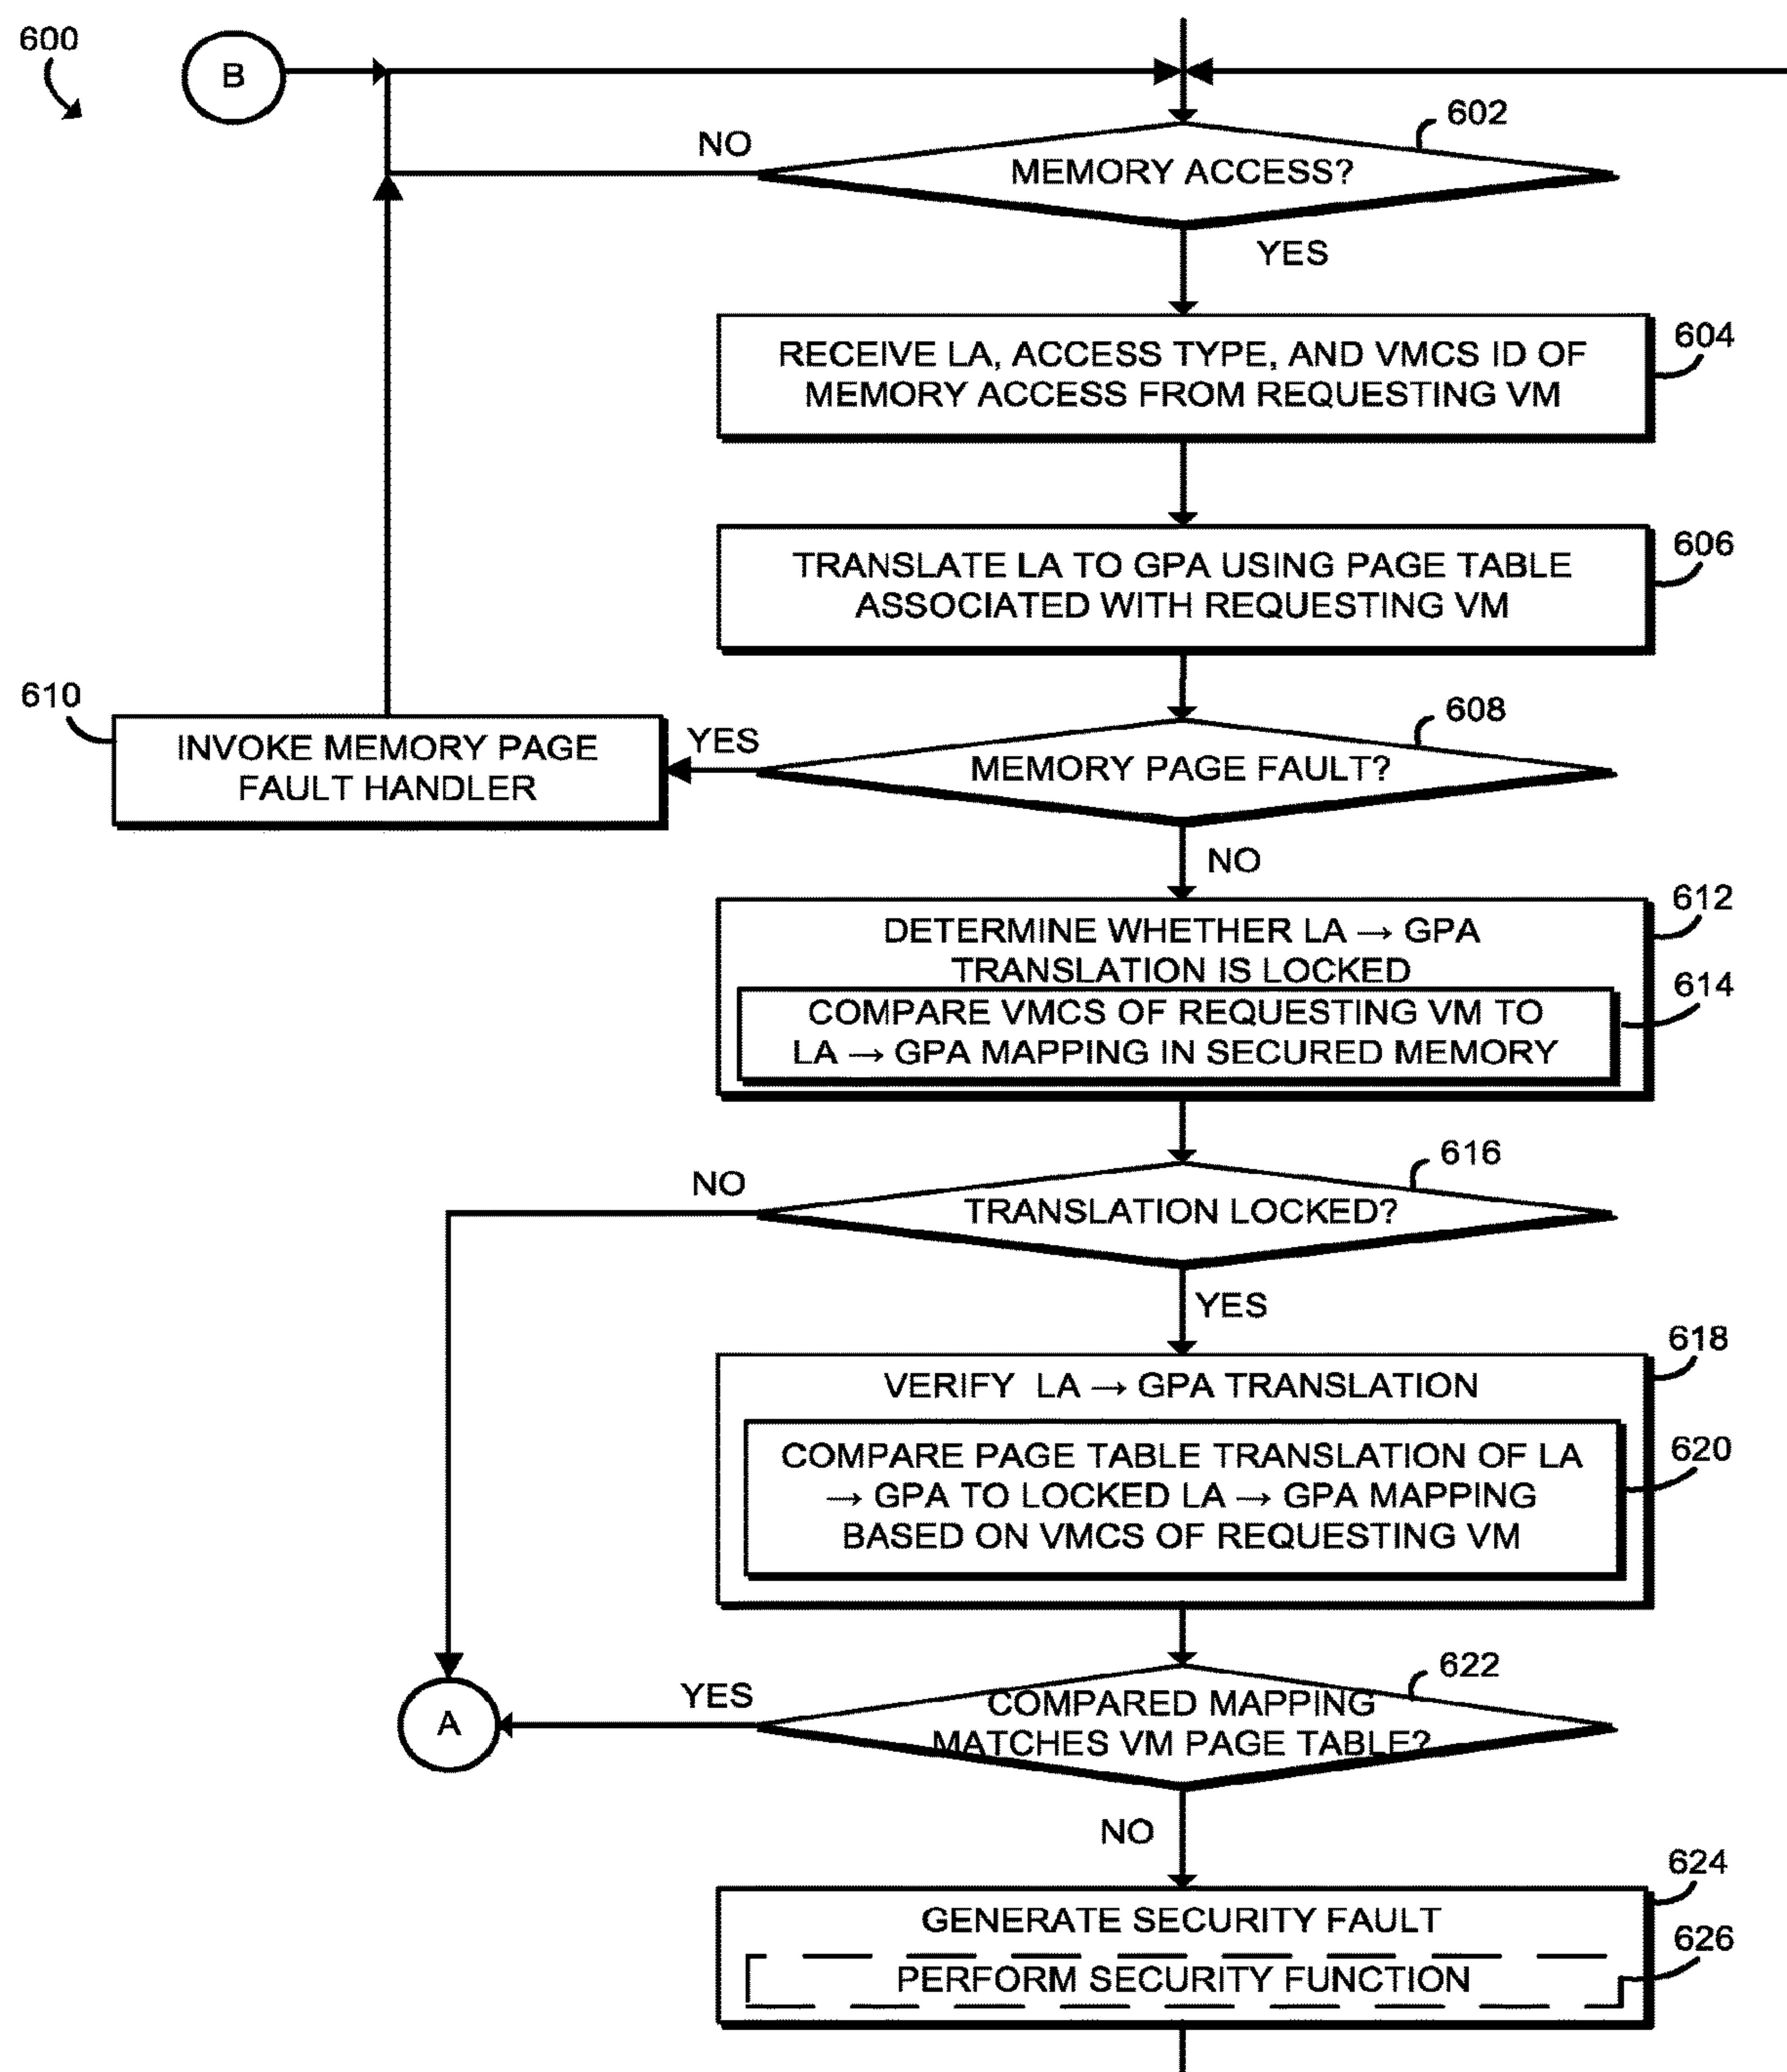 600
B
602
NO
MEMORY ACCESS?
YES
604
RECEIVE LA, ACCESS TYPE, AND VMCS ID OF
MEMORY ACCESS FROM REQUESTING VM
606
TRANSLATE LA TO GPA USING PAGE TABLE
ASSOCIATED WITH REQUESTING VM
610
608
INVOKE MEMORY PAGE
FAULT HANDLER
YES
MEMORY PAGE FAULT?
NO
612
DETERMINE WHETHER LA → GPA
TRANSLATION IS LOCKED
614
COMPARE VMCS OF REQUESTING VM TO
LA → GPA MAPPING IN SECURED MEMORY
616
NO
TRANSLATION LOCKED?
YES
618
VERIFY LA → GPA TRANSLATION
620
COMPARE PAGE TABLE TRANSLATION OF LA
→ GPA TO LOCKED LA → GPA MAPPING
BASED ON VMCS OF REQUESTING VM
622
A
YES
COMPARED MAPPING
MATCHES VM PAGE TABLE?
NO
624
GENERATE SECURITY FAULT
626
PERFORM SECURITY FUNCTION